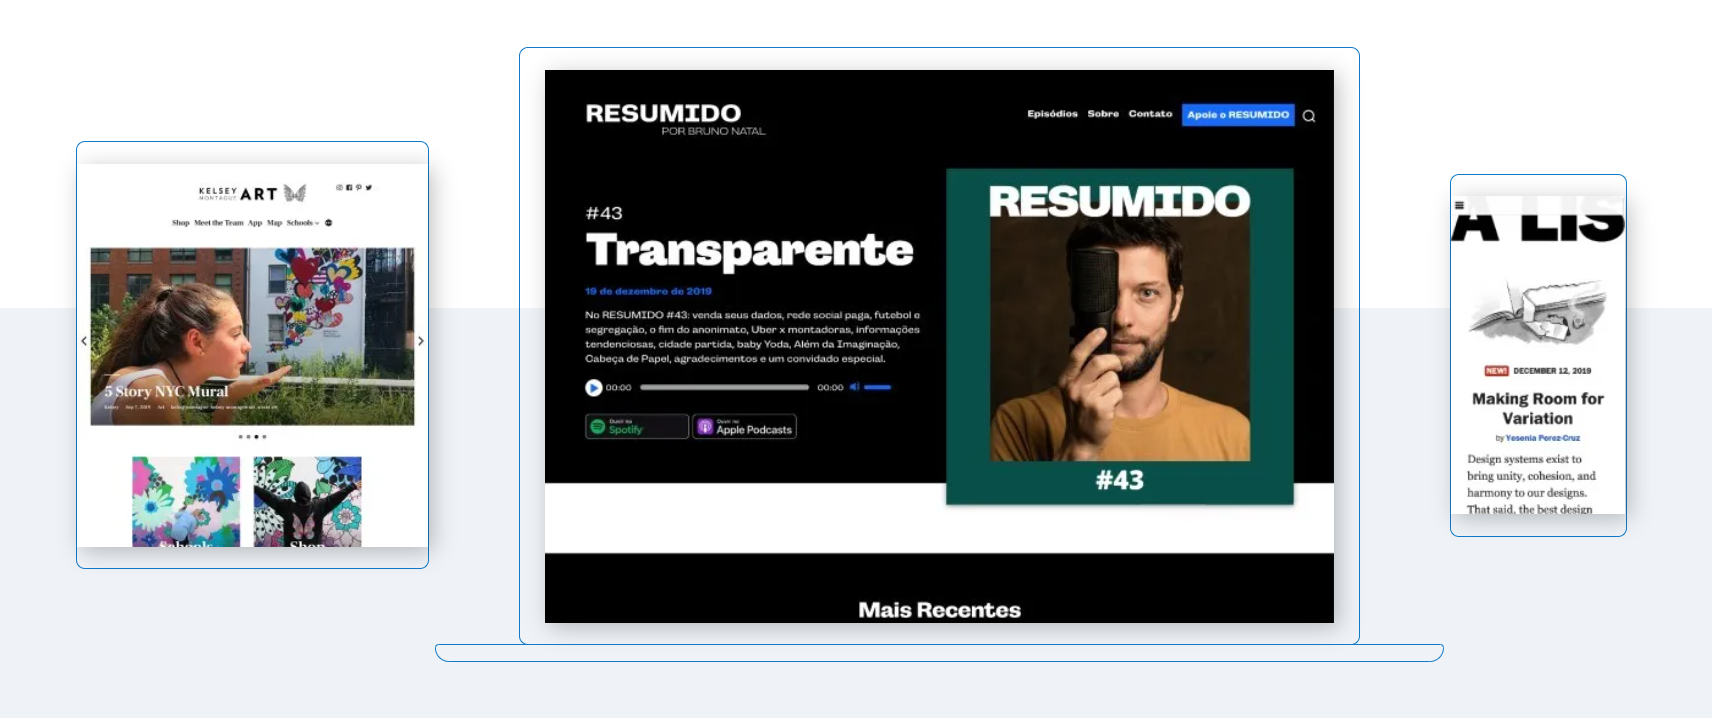 KELSEY
MONTAGUE
ART
Shop Meet the Team App Map Schools
5 Story NYC Mural
Kelsey Sep 7, 2019 Art
Schools
Shop
RESUMIDO
POR BRUNO NATAL
Episódios Sobre Contato Apoie o RESUMIDO
#43
Transparente
19 de dezembro de 2019
No RESUMIDO #43: venda seus dados, rede social paga, futebol e
segregação, o fim do anonimato, Uber x montadoras, informações
tendenciosas, cidade partida, baby Yoda, Além da Imaginação,
Cabeça de Papel, agradecimentos e um convidado especial.
00:00 00:00
Ouvir no
Spotify
Ouvir no
Apple Podcasts
RESUMIDO
#43
Mais Recentes
A LIS
NEW! DECEMBER 12, 2019
Making Room for
Variation
by Yesenia Perez-Cruz
Design systems exist to
bring unity, cohesion, and
harmony to our designs.
That said, the best design